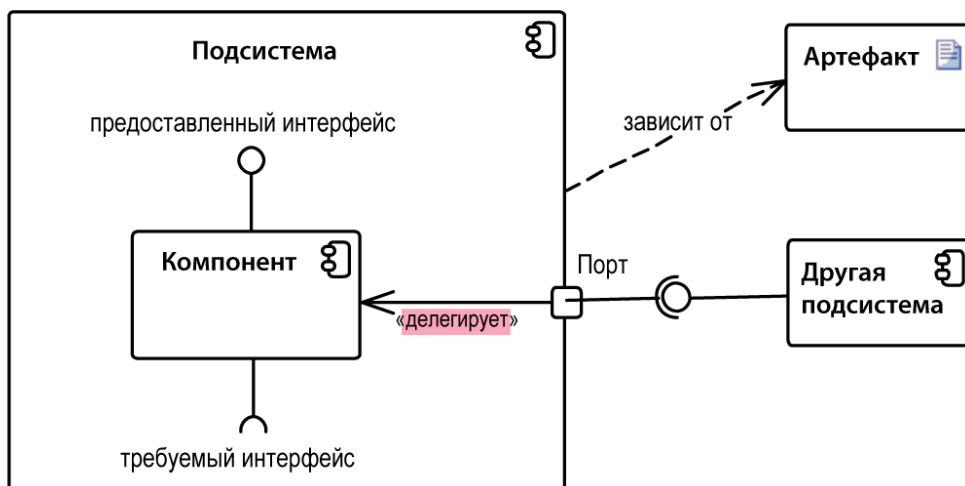 Подсистема
Артефакт
предоставленный интерфейс
зависит от
Компонент
Порт
Другая
подсистема
«делегирует»
требуемый интерфейс